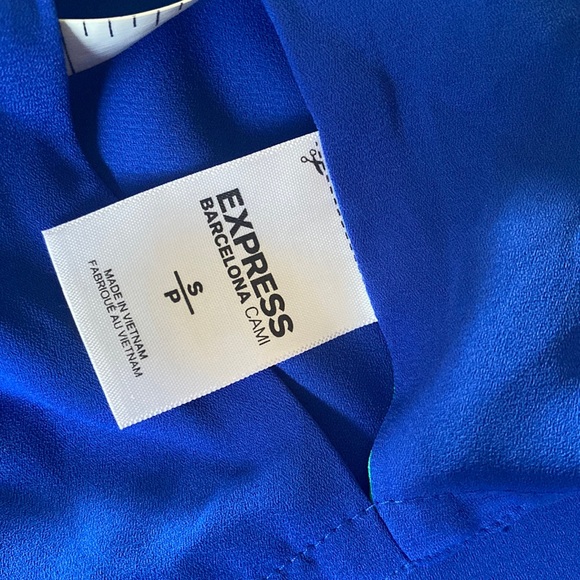 EXPRESS
BARCELONA CAMI
S
P
MADE IN VIETNAM
FABRIQUÉ AU VIETNAM